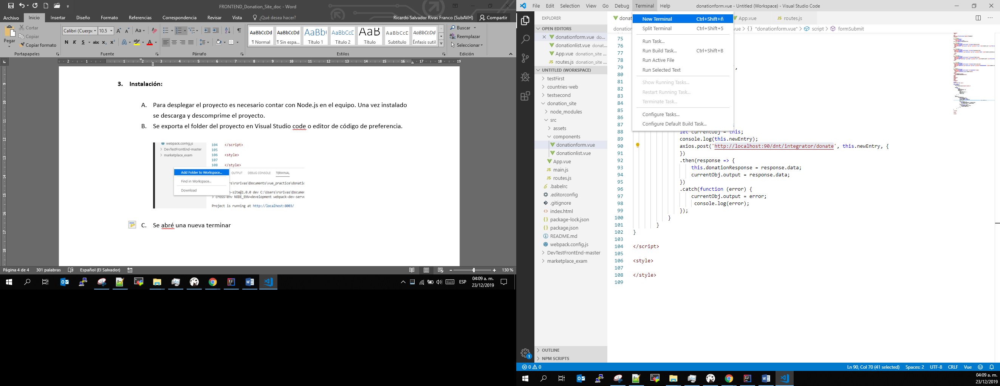 FRONTEND_Donation_Site_doc - Word
Archivo Inicio Insertar Diseño Formato Referencias Correspondencia Revisar Vista ¿Qué desea hacer? Ricardo Salvador Rivas Franco (SubAVH) Compartir
Pegar
Cortar
Copiar
Copiar formato
Portapapeles
Calibri (Cuerpo 10.5
Aa
N K S abc x₂ x²
Fuente
Párrafo
AaBbCcDd
¶ Normal
AaBbCcDd
¶ Sin espa...
AaBb(
Título 1
AaBbCcC
Título 2
AaB
Título
AaBbCcC
Subtítulo
AaBbCcDd
Énfasis sutil
Estilos
Buscar
Reemplazar
Seleccionar
Edición
3. Instalación:
A. Para desplegar el proyecto es necesario contar con Node.js en el equipo. Una vez instalado
se descarga y descomprime el proyecto.
B. Se exporta el folder del proyecto en Visual Studio code o editor de código de preferencia.
webpack.config.js
DevTestFrontEnd-master
marketplace_exam
104 </script>
105
106 <style>
107
108 </style>
Add Folder to Workspace...
Find in Workspace...
Download
OUTPUT DEBUG CONSOLE TERMINAL
rs\rsrivas\Documents\vue_practice\donatic
n-site@1.0.0 dev C:\Users\rsrivas\Documen
> cross-env NODE_ENV=development webpack-dev-serve
Project is running at http://localhost:8003/
C. Se abré una nueva terminar
Página 4 de 4 301 palabras Español (El Salvador) 130 %
ESP
04:09 a. m.
23/12/2019
File Edit Selection View Go Debug Terminal Help donationform.vue - Untitled (Workspace) - Visual Studio Code
EXPLORER
OPEN EDITORS
donationform.vue do...
donationlist.vue donat...
App.vue donation_site ...
routes.js donation_site ...
UNTITLED (WORKSPACE)
testFirst
countries-web
testsecond
donation_site
node_modules
src
assets
components
donationform.vue
donationlist.vue
App.vue
main.js
routes.js
.babelrc
.editorconfig
.gitignore
index.html
package-lock.json
package.json
README.md
webpack.config.js
DevTestFrontEnd-master
marketplace_exam
OUTLINE
NPM SCRIPTS
donat App.vue routes.js
donation vue > {} "donationform.vue" > script > formSubmit
New Terminal Ctrl+Shift+ñ
Split Terminal Ctrl+Shift+5
Run Task...
Run Build Task... Ctrl+Shift+B
Run Active File
Run Selected Text
Show Running Tasks...
Restart Running Task...
Terminate Task...
Configure Tasks...
Configure Default Build Task...
75
76
77
78
79 ,
80
81
82
83
84
85
86
87
88 let currentObj = this;
89 console.log(this.newEntry);
90 axios.post('http://localhost:90/dnt/integrator/donate', this.newEntry, {
91 })
92 .then(response => {
93 this.donationResponse = response.data;
94 currentObj.output = response.data;
95 })
96 .catch(function (error) {
97 currentObj.output = error;
98 console.log(error);
99 });
100 }
101 }
102 }
103
104 </script>
105
106 <style>
107
108 </style>
109
0 0 Ln 90, Col 70 (41 selected) Spaces: 2 UTF-8 CRLF Vue
04:09 a. m.
23/12/2019